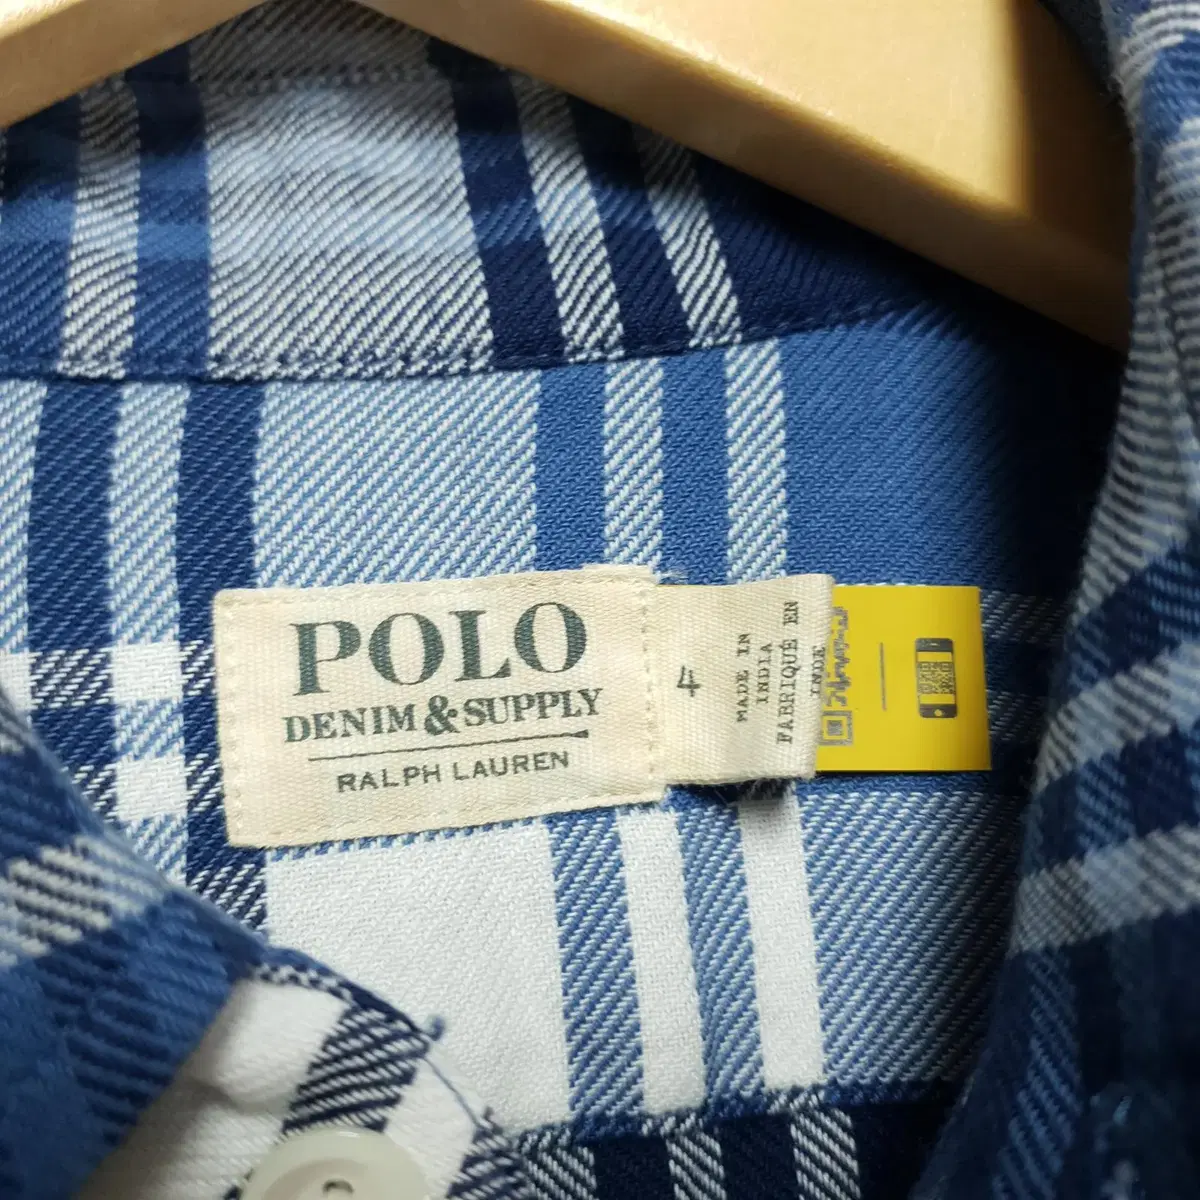 POLO
DENIM & SUPPLY
RALPH LAUREN
4
MADE IN
INDIA
FABRIQUÉ EN
INDE